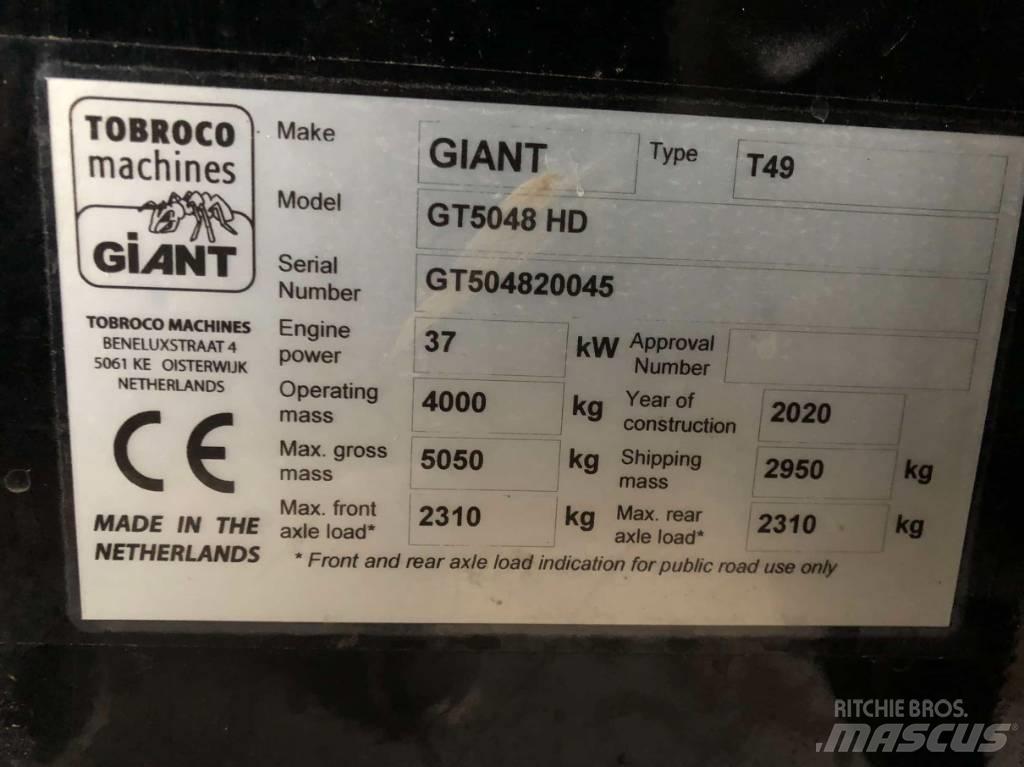 TOBROCO
machines
GiANT
TOBROCO MACHINES
BENELUXSTRAAT 4
5061 KE OISTERWIJK
NETHERLANDS
CE
MADE IN THE
NETHERLANDS
Make GIANT Type T49
Model GT5048 HD
Serial
Number GT504820045
Engine
power 37 kW Approval
Number
Operating
mass 4000 kg Year of
construction 2020
Max. gross
mass 5050 kg Shipping
mass 2950 kg
Max. front
axle load* 2310 kg Max. rear
axle load* 2310 kg
* Front and rear axle load indication for public road use only
RITCHIE BROS.
MASCUS